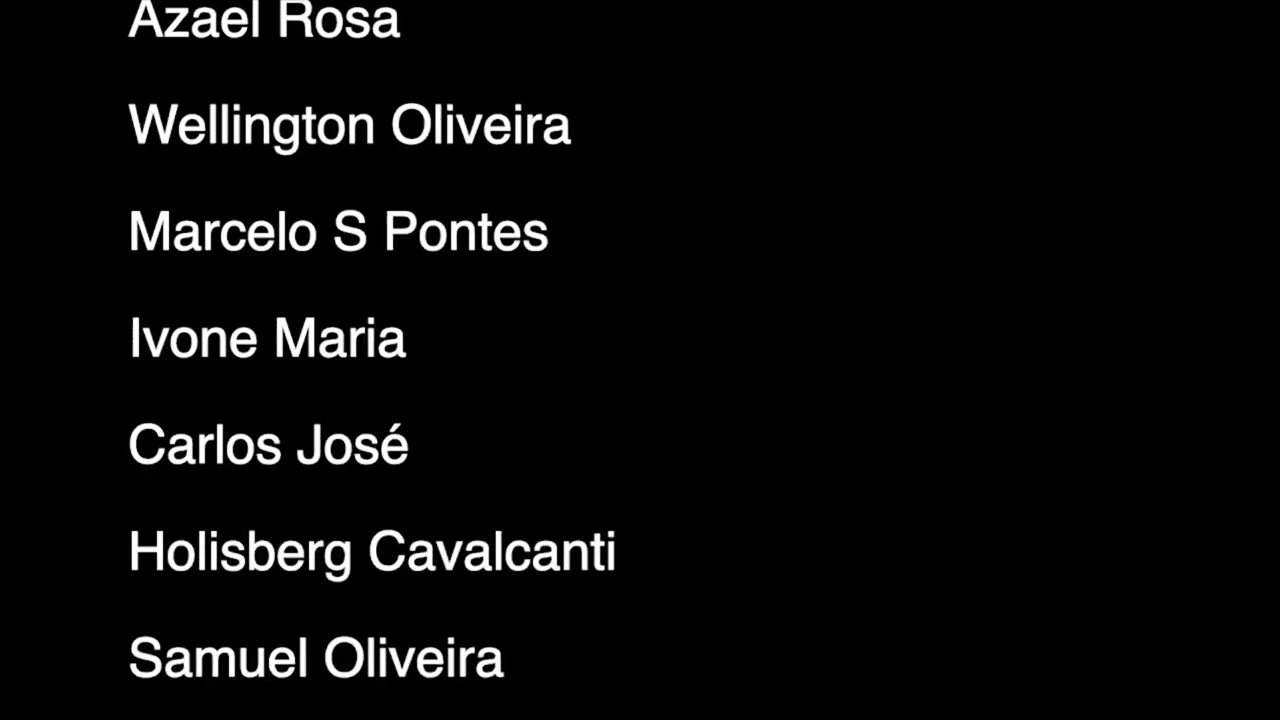 Azael Rosa
Wellington Oliveira
Marcelo S Pontes
Ivone Maria
Carlos José
Holisberg Cavalcanti
Samuel Oliveira